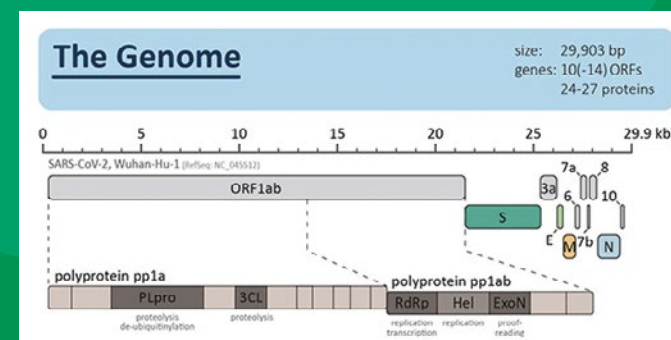 The Genome
size: 29,903 bp
genes: 10(-14) ORFs
24-27 proteins
0 5 10 15 20 25 29.9 kb
SARS-CoV-2, Wuhan-Hu-1 (RefSeq: NC_045512)
ORF1ab
S
3a
E
M
6
7a
7b
8
N
10
polyprotein pp1a
PLpro
3CL
proteolysis
de-ubiquitinylation
proteolysis
polyprotein pp1ab
RdRp
Hel
ExoN
replication
transcription
replication
proof-
reading